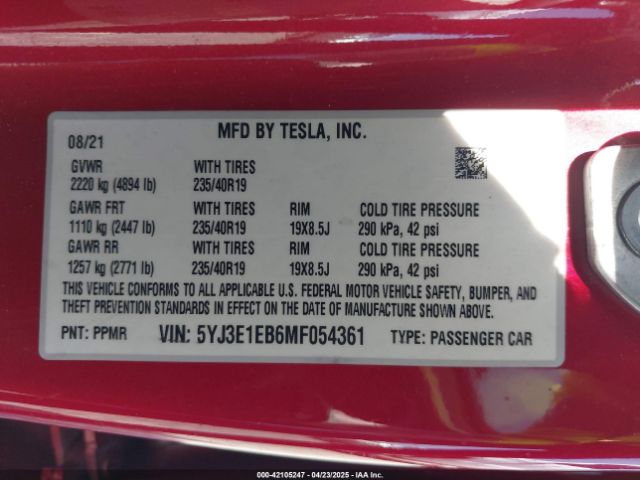 MFD BY TESLA, INC.
08/21
GVWR WITH TIRES
2220 kg (4894 lb) 235/40R19
GAWR FRT WITH TIRES RIM COLD TIRE PRESSURE
1110 kg (2447 lb) 235/40R19 19X8.5J 290 kPa, 42 psi
GAWR RR WITH TIRES RIM COLD TIRE PRESSURE
1257 kg (2771 lb) 235/40R19 19X8.5J 290 kPa, 42 psi
THIS VEHICLE CONFORMS TO ALL APPLICABLE U.S. FEDERAL MOTOR VEHICLE SAFETY, BUMPER, AND
THEFT PREVENTION STANDARDS IN EFFECT ON THE DATE OF MANUFACTURE SHOWN ABOVE.
PNT: PPMR VIN: 5YJ3E1EB6MF054361 TYPE: PASSENGER CAR
000-42105247 - 04/23/2025 - IAA Inc.